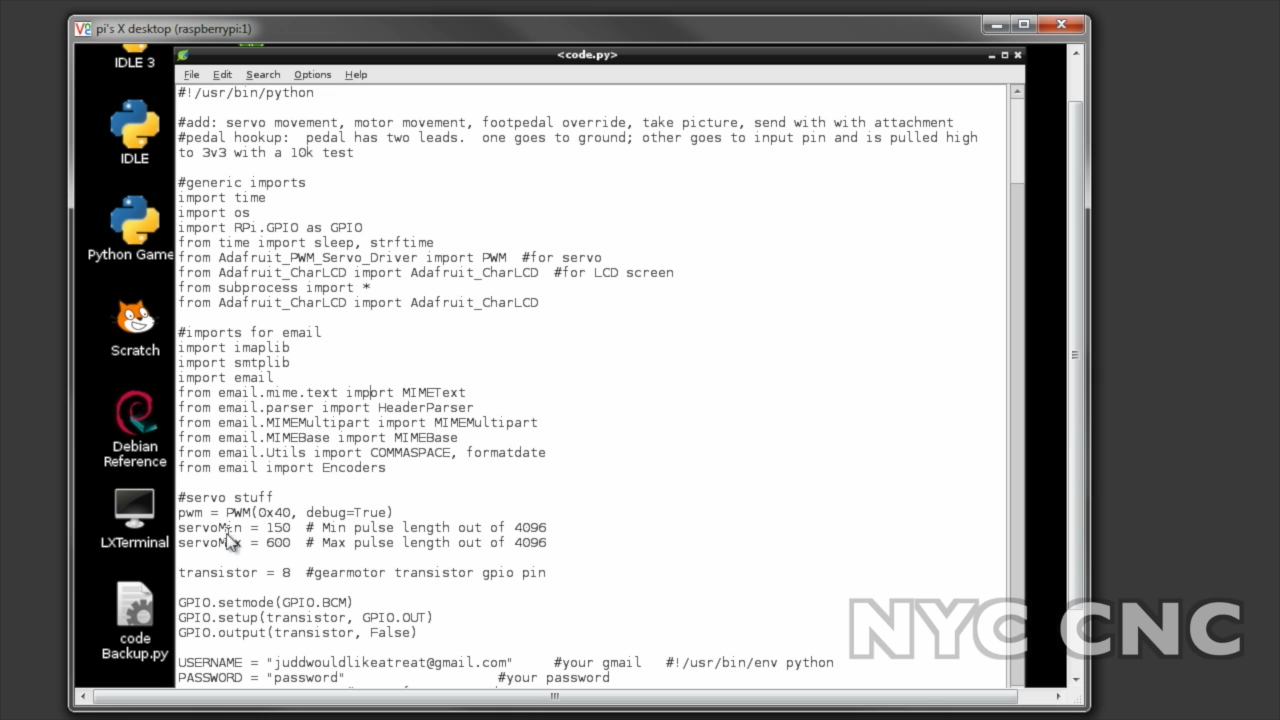 pi's X desktop (raspberrypi:1)
<code.py>
File Edit Search Options Help
IDLE 3
IDLE
Python Game
Scratch
Debian
Reference
LXTerminal
code
Backup.py
#!/usr/bin/python
#add: servo movement, motor movement, footpedal override, take picture, send with with attachment
#pedal hookup: pedal has two leads. one goes to ground; other goes to input pin and is pulled high
to 3v3 with a 10k test
#generic imports
import time
import os
import RPi.GPIO as GPIO
from time import sleep, strftime
from Adafruit_PWM_Servo_Driver import PWM #for servo
from Adafruit_CharLCD import Adafruit_CharLCD #for LCD screen
from subprocess import *
from Adafruit_CharLCD import Adafruit_CharLCD
#imports for email
import imaplib
import smtplib
import email
from email.mime.text import MIMEText
from email.parser import HeaderParser
from email.MIMEMultipart import MIMEMultipart
from email.MIMEBase import MIMEBase
from email.Utils import COMMASPACE, formatdate
from email import Encoders
#servo stuff
pwm = PWM(0x40, debug=True)
servoMin = 150 # Min pulse length out of 4096
servoMax = 600 # Max pulse length out of 4096
transistor = 8 #gearmotor transistor gpio pin
GPIO.setmode(GPIO.BCM)
GPIO.setup(transistor, GPIO.OUT)
GPIO.output(transistor, False)
USERNAME = "juddwouldlikeatreat@gmail.com" #your gmail #!/usr/bin/env python
PASSWORD = "password" #your password
NYC CNC